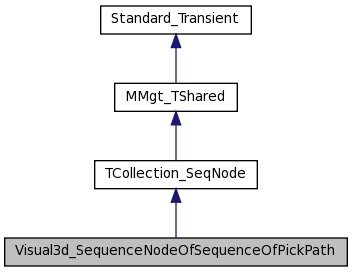 Standard_Transient
MMgt_TShared
TCollection_SeqNode
Visual3d_SequenceNodeOfSequenceOfPickPath